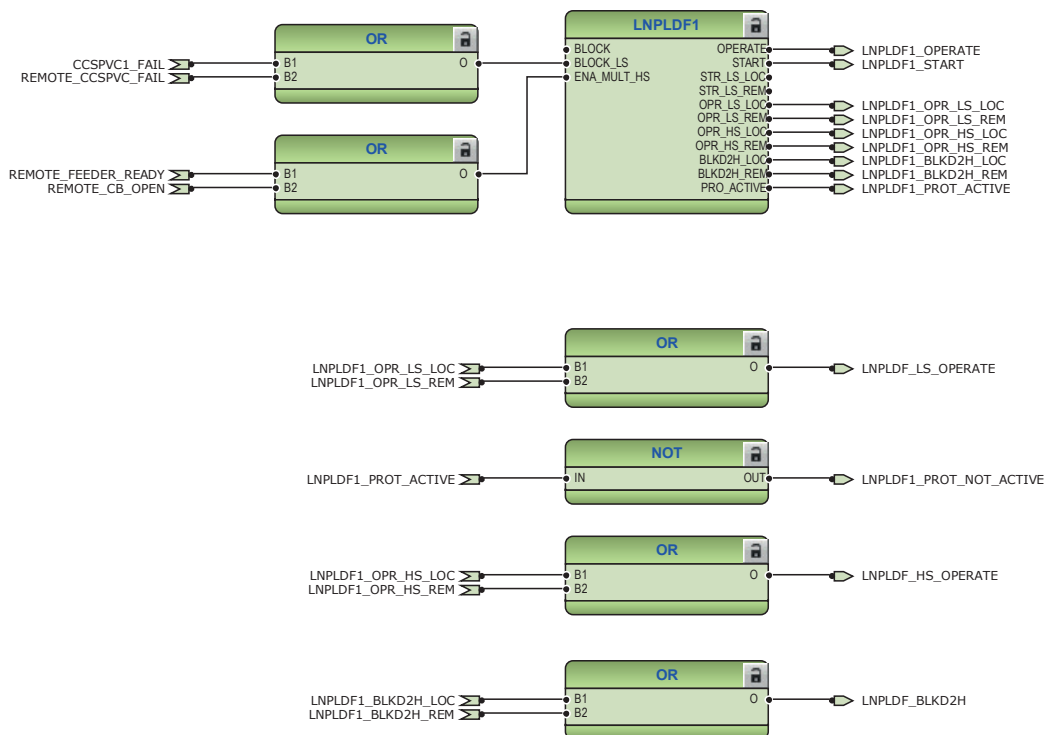 OR
CCSPVC1_FAIL
REMOTE_CCSPVC_FAIL
B1
B2
O
OR
REMOTE_FEEDER_READY
REMOTE_CB_OPEN
B1
B2
O
LNPLDF1
BLOCK
BLOCK_LS
ENA_MULT_HS
OPERATE
START
STR_LS_LOC
STR_LS_REM
OPR_LS_LOC
OPR_LS_REM
OPR_HS_LOC
OPR_HS_REM
BLKD2H_LOC
BLKD2H_REM
PRO_ACTIVE
LNPLDF1_OPERATE
LNPLDF1_START
LNPLDF1_OPR_LS_LOC
LNPLDF1_OPR_LS_REM
LNPLDF1_OPR_HS_LOC
LNPLDF1_OPR_HS_REM
LNPLDF1_BLKD2H_LOC
LNPLDF1_BLKD2H_REM
LNPLDF1_PROT_ACTIVE
OR
LNPLDF1_OPR_LS_LOC
LNPLDF1_OPR_LS_REM
B1
B2
O
LNPLDF_LS_OPERATE
NOT
LNPLDF1_PROT_ACTIVE
IN
OUT
LNPLDF1_PROT_NOT_ACTIVE
OR
LNPLDF1_OPR_HS_LOC
LNPLDF1_OPR_HS_REM
B1
B2
O
LNPLDF_HS_OPERATE
OR
LNPLDF1_BLKD2H_LOC
LNPLDF1_BLKD2H_REM
B1
B2
O
LNPLDF_BLKD2H